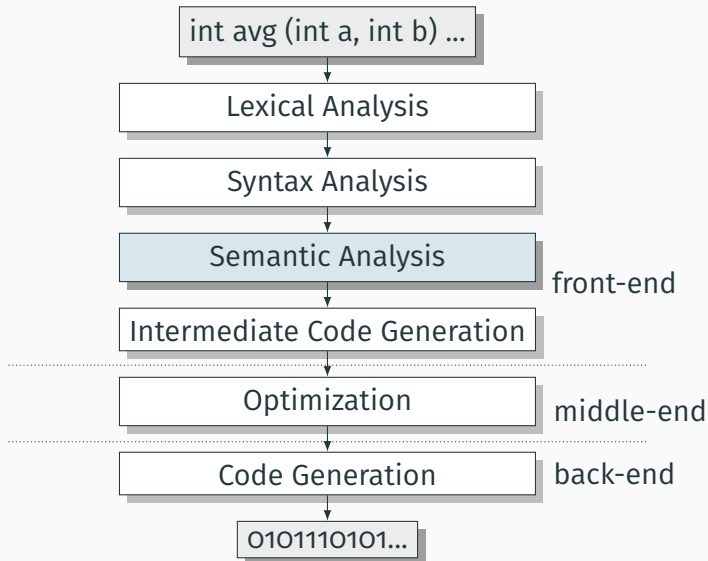 int avg (int a, int b) ...
Lexical Analysis
Syntax Analysis
Semantic Analysis
front-end
Intermediate Code Generation
Optimization
middle-end
Code Generation
back-end
0101110101...